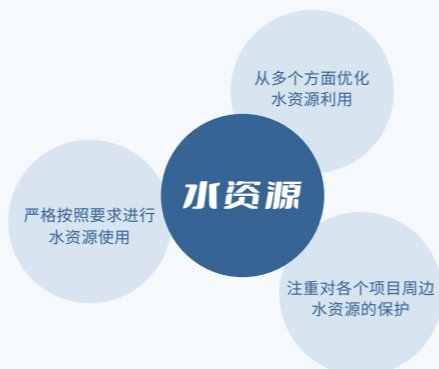 从多个方面优化
水资源利用
水资源
严格按照要求进行
水资源使用
注重对各个项目周边
水资源的保护